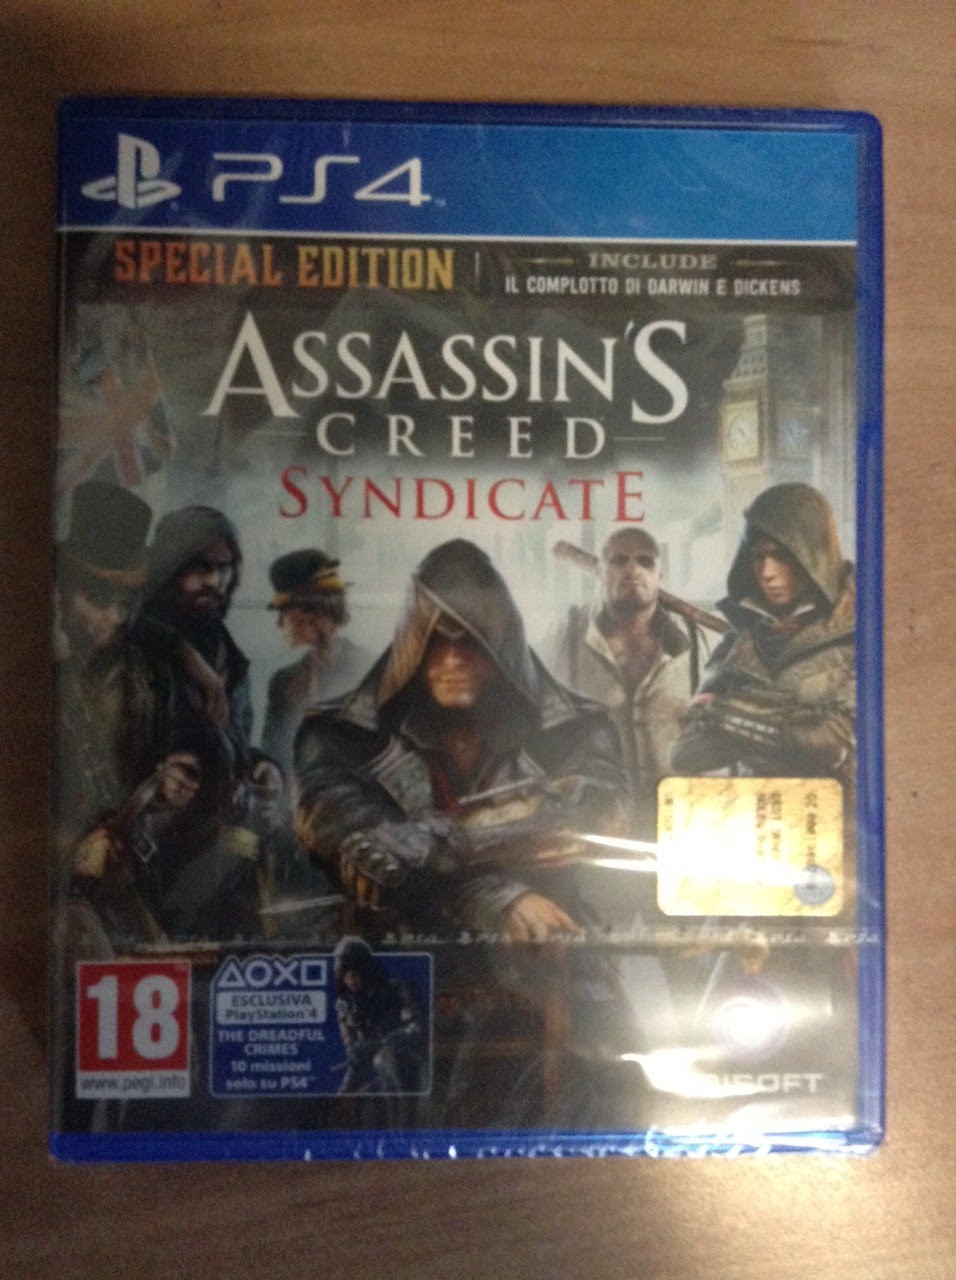 PS4
SPECIAL EDITION
INCLUDE
IL COMPLOTTO DI DARWIN E DICKENS
ASSASSIN'S
CREED
SYNDICATE
18
www.pegi.info
ESCLUSIVA
PlayStation 4
THE DREADFUL
CRIMES
10 missioni
solo su PS4™